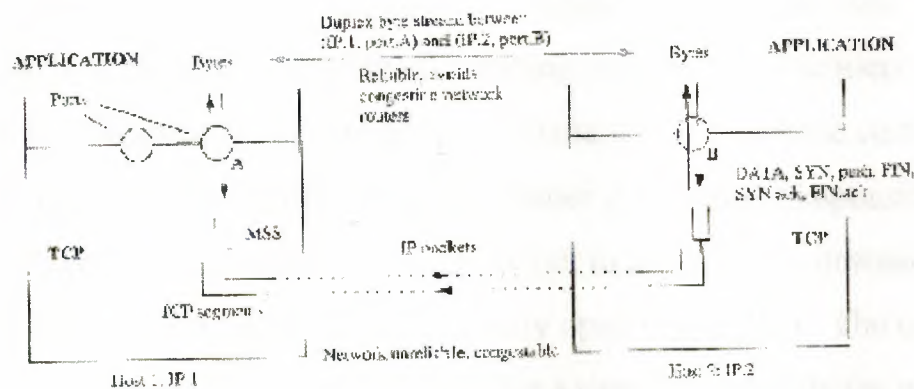 Duplex byte stream between
(IP.1, port.A) and (IP.2, port.B)
APPLICATION
Bytes
Bytes
APPLICATION
Reliable, avoids
congesting network
routers
Ports
A
B
DATA, SYN, push, FIN,
SYN ack, FIN ack
MSS
TCP
IP packets
TCP
TCP segments
Network unreliable, congestable
Host 1: IP.1
Host 2: IP.2